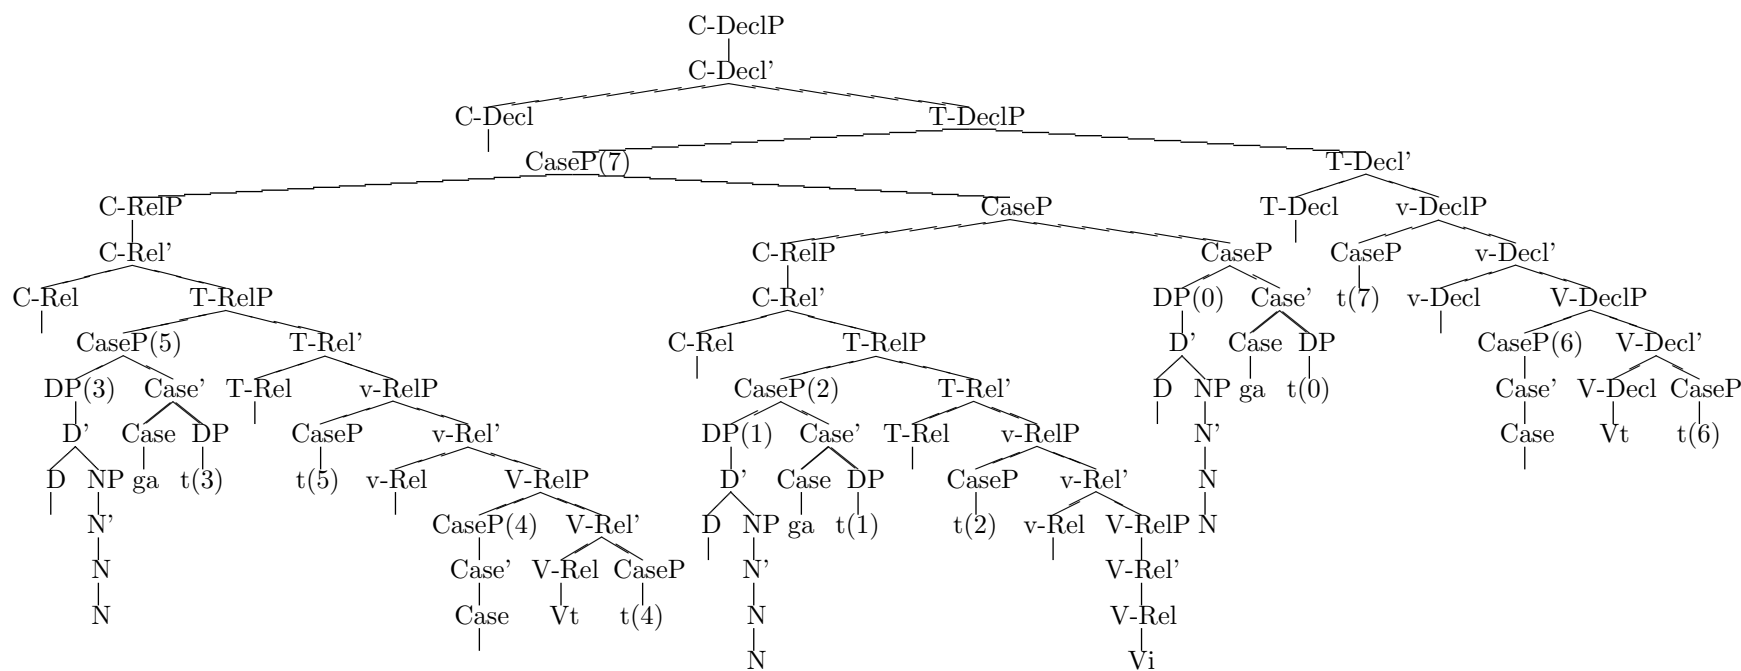 C-DeclP
C-Decl’
C-Decl T-DeclP
CaseP(7) T-Decl’
C-RelP CaseP T-Decl v-DeclP
C-Rel’ C-RelP CaseP CaseP v-Decl’
C-Rel T-RelP C-Rel’ DP(0) Case’ t(7) v-Decl V-DeclP
CaseP(5) T-Rel’ C-Rel T-RelP D’ Case DP CaseP(6) V-Decl’
DP(3) Case’ T-Rel v-RelP CaseP(2) T-Rel’ D NP ga t(0) Case’ V-Decl CaseP
D’ Case DP CaseP v-Rel’ DP(1) Case’ T-Rel v-RelP N’ Case Vt t(6)
D NP ga t(3) t(5) v-Rel V-RelP D’ Case DP CaseP v-Rel’ N
N’ CaseP(4) V-Rel’ D NP ga t(1) t(2) v-Rel V-RelP N
N Case’ V-Rel CaseP N’ V-Rel’
N Case Vt t(4) N V-Rel
N Vi